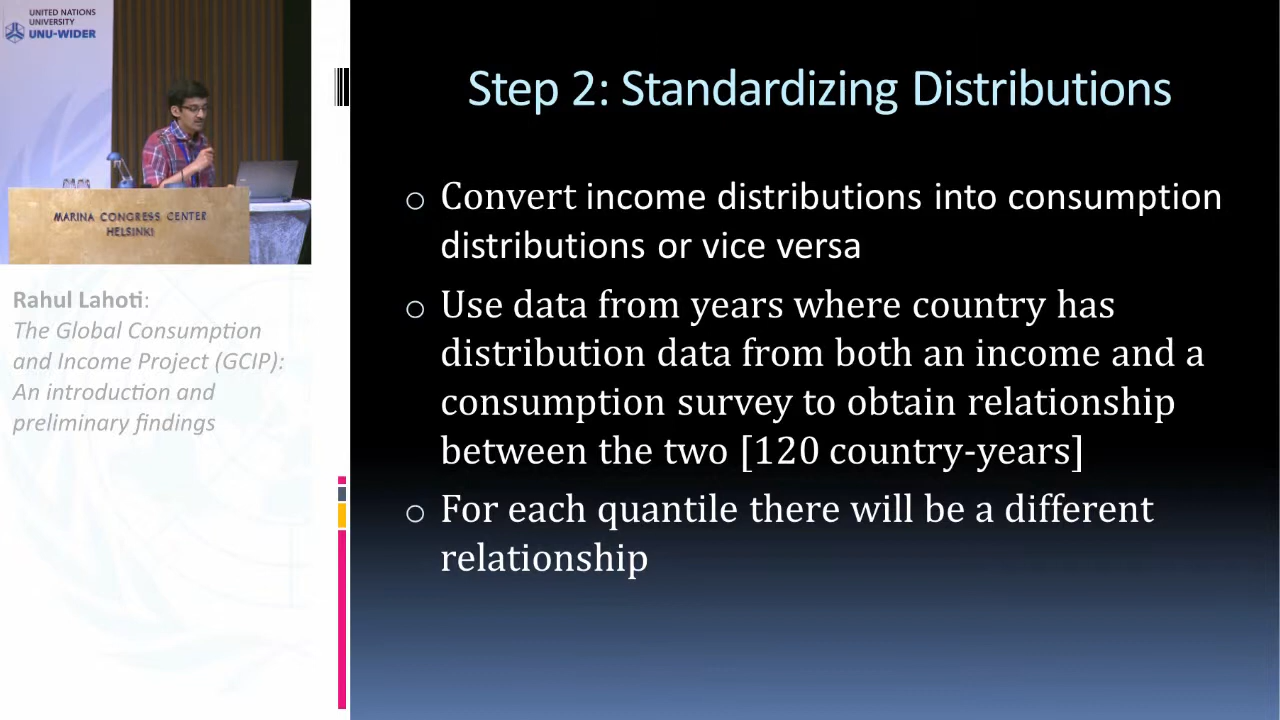 UNITED NATIONS
UNIVERSITY
UNU-WIDER
MARINA CONGRESS CENTER
HELSINKI
Rahul Lahoti:
The Global Consumption
and Income Project (GCIP):
An introduction and
preliminary findings
Step 2: Standardizing Distributions
○ Convert income distributions into consumption
distributions or vice versa
○ Use data from years where country has
distribution data from both an income and a
consumption survey to obtain relationship
between the two [120 country-years]
○ For each quantile there will be a different
relationship